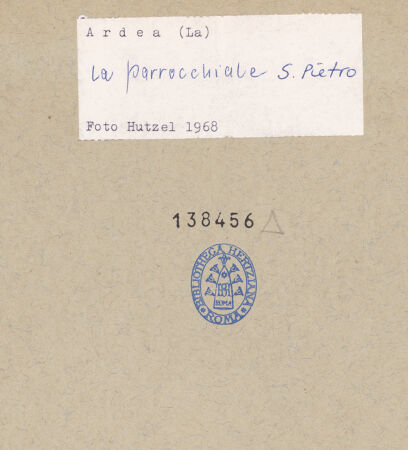 Ardea (La)
la parrocchiale S. Pietro
Foto Hutzel 1968
138456
BIBLIOTHECA HERTZIANA
ROMA